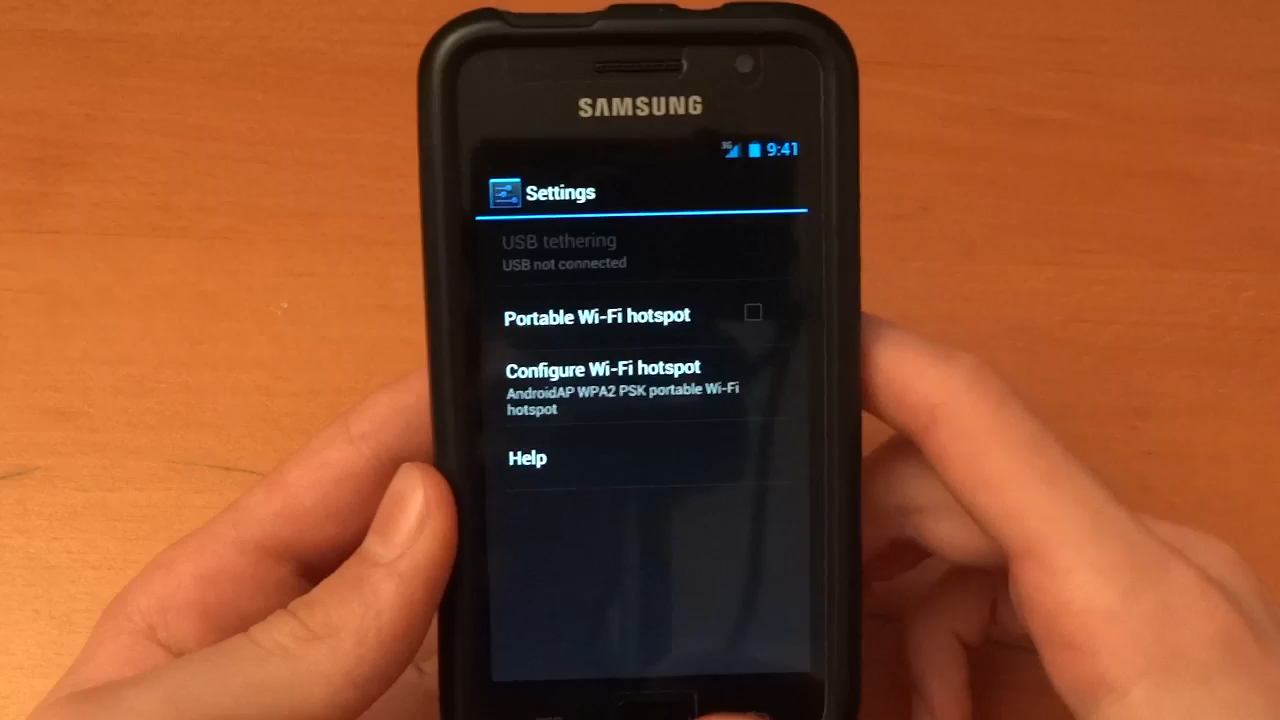 SAMSUNG
3G 9:41
Settings
USB tethering
USB not connected
Portable Wi-Fi hotspot
Configure Wi-Fi hotspot
AndroidAP WPA2 PSK portable Wi-Fi
hotspot
Help